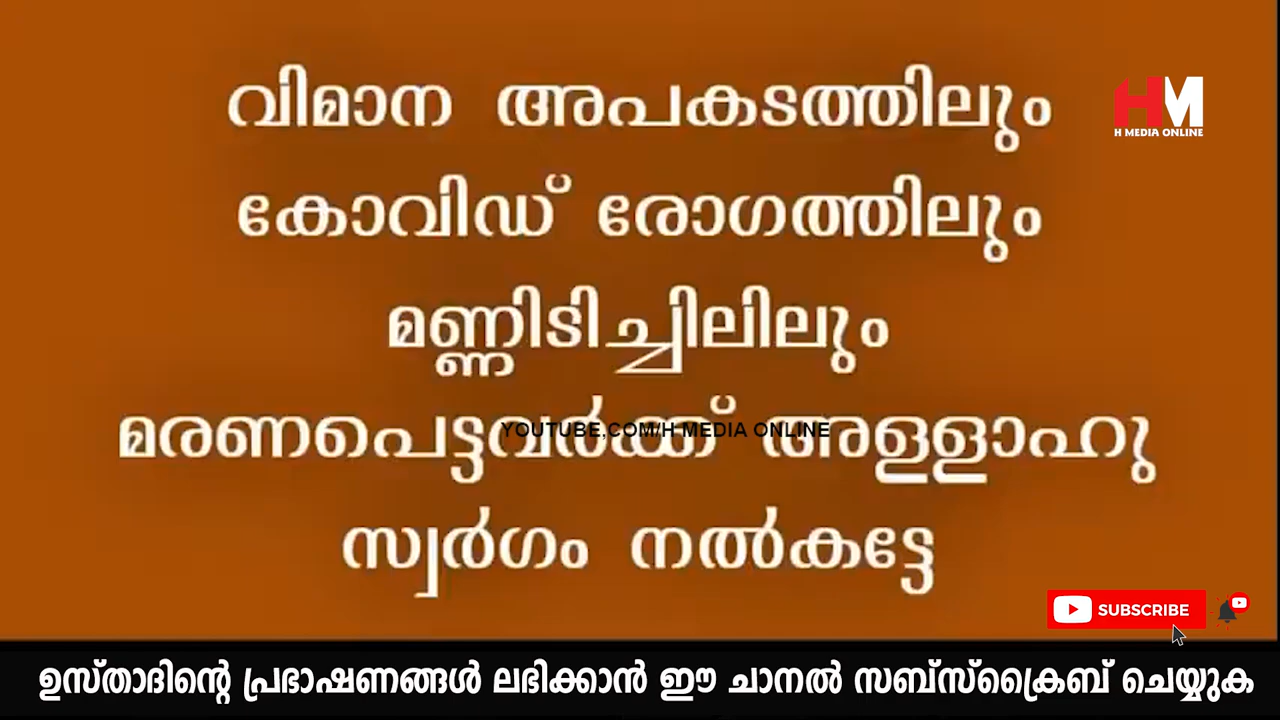 വിമാന അപകടത്തിലും
HM
H MEDIA ONLINE
കോവിഡ് രോഗത്തിലും
മണ്ണിടിച്ചിലിലും
മരണപെട്ടവർക്ക് അളളാഹു
YOUTUBE,COM/H MEDIA ONLINE
സ്വർഗം നൽകട്ടേ
SUBSCRIBE
ഉസ്താദിന്റെ പ്രഭാഷണങ്ങൾ ലഭിക്കാൻ ഈ ചാനൽ സബ്സ്ക്രൈബ് ചെയ്യുക